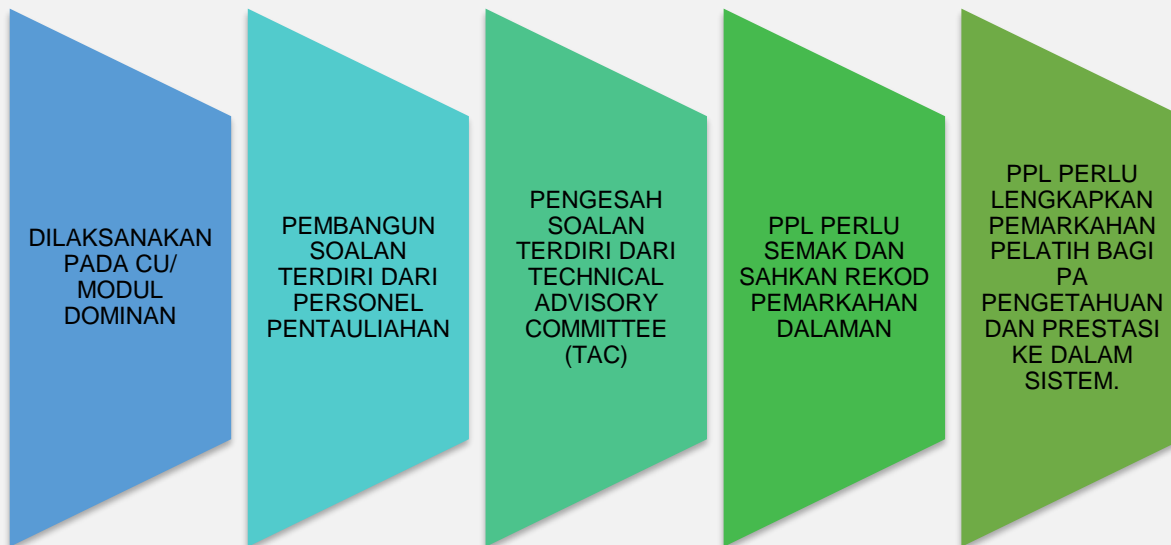 DILAKSANAKAN
PADA CU/
MODUL
DOMINAN
PEMBANGUN
SOALAN
TERDIRI DARI
PERSONEL
PENTAULIAHAN
PENGESAH
SOALAN
TERDIRI DARI
TECHNICAL
ADVISORY
COMMITTEE
(TAC)
PPL PERLU
SEMAK DAN
SAHKAN REKOD
PEMARKAHAN
DALAMAN
PPL PERLU
LENGKAPKAN
PEMARKAHAN
PELATIH BAGI
PA
PENGETAHUAN
DAN PRESTASI
KE DALAM
SISTEM.